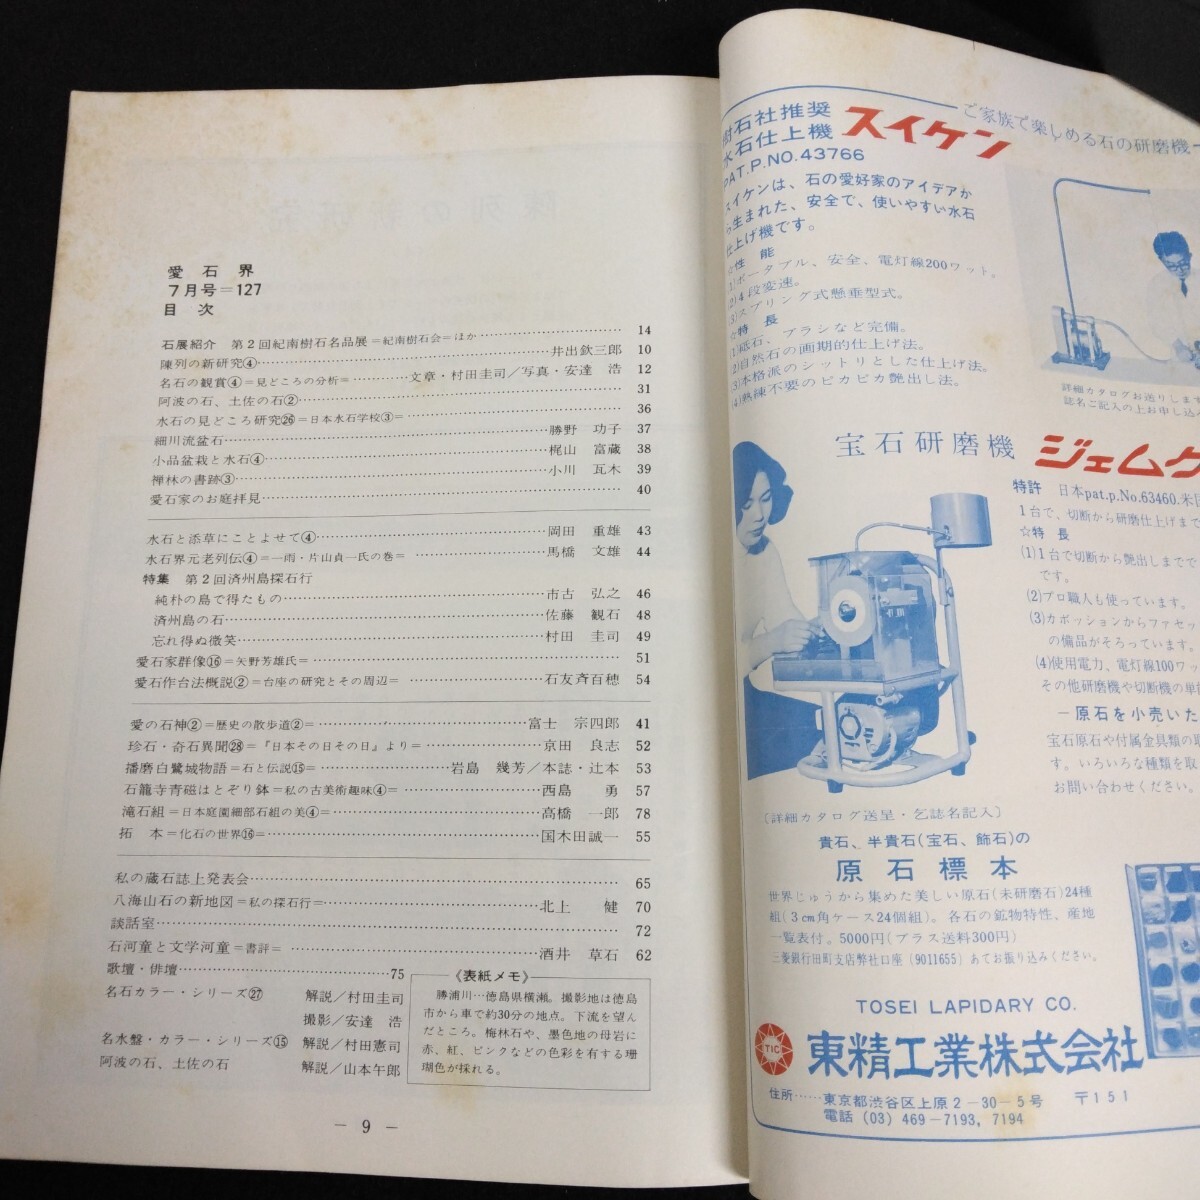 愛石界
7月号=127
目次
石展紹介 第2回紀南樹石名品展=紀南樹石会=ほか 14
陳列の新研究④ 井出欽三郎 10
名石の観賞④=見どころの分析= 文章・村田圭司/写真・安達 浩 12
阿波の石、土佐の石② 31
水石の見どころ研究㉖=日本水石学校③= 36
細川流盆石 勝野 功子 37
小品盆栽と水石④ 梶山 富蔵 38
禅林の書跡③ 小川 瓦木 39
愛石家のお庭拝見 40
水石と添草にことよせて④ 岡田 重雄 43
水石界元老列伝④=一雨・片山貞一氏の巻= 馬橋 文雄 44
特集 第2回済州島探石行
純朴の島で得たもの 市古 弘之 46
済州島の石 佐藤 観石 48
忘れ得ぬ微笑 村田 圭司 49
愛石家群像⑯=矢野芳雄氏= 51
愛石作台法概説②=台座の研究とその周辺= 石友斉百穂 54
愛の石神②=歴史の散歩道②= 富士 宗四郎 41
珍石・奇石異聞㉘=『日本その日その日』より= 京田 良志 52
播磨白鷺城物語=石と伝説⑮= 岩島 幾芳/本誌・辻本 53
石籠寺青磁はとぞり鉢=私の古美術趣味④= 西島 勇 57
滝石組=日本庭園細部石組の美④= 高橋 一郎 78
拓 本=化石の世界⑯= 国木田誠一 55
私の蔵石誌上発表会 65
八海山石の新地図=私の探石行= 北上 健 70
談話室 72
石河童と文学河童=書評= 酒井 草石 62
歌壇・俳壇 75
名石カラー・シリーズ㉗ 解説/村田圭司
撮影/安達 浩
名水盤・カラー・シリーズ⑮ 解説/村田憲司
阿波の石、土佐の石 解説/山本午郎
《表紙メモ》
勝浦川…徳島県横瀬。撮影地は徳島
市から車で約30分の地点。下流を望ん
だところ。梅林石や、墨色地の母岩に
赤、紅、ピンクなどの色彩を有する珊
瑚色が採れる。
— 9 —
ご家族で楽しめる石の研磨機
樹石社推奨
水石仕上機 スイケン
PAT.P.NO.43766
スイケンは、石の愛好家のアイデアか
ら生まれた、安全で、使いやすい水石
仕上げ機です。
☆性 能
(1)ポータブル、安全、電灯線200ワット。
(2)4段変速。
(3)スプリング式懸垂型式。
☆特 長
(1)砥石、ブラシなど完備。
(2)自然石の画期的仕上げ法。
(3)本格派のシットリとした仕上げ法。
(4)熟練不要のピカピカ艶出し法。
詳細カタログお送りします
誌名ご記入の上お申し込み
宝石研磨機 ジェムケ
特許 日本pat.p.No.63460.米国
1台で、切断から研磨仕上げまで
☆特 長
(1)1台で切断から艶出しまでで
です。
(2)プロ職人も使っています。
(3)カボッションからファセッ
の備品がそろっています。
(4)使用電力、電灯線100ワッ
その他研磨機や切断機の単
—原石を小売いた
宝石原石や付属金具類の取
す。いろいろな種類を取
お問い合わせください。
〔詳細カタログ送呈・乞誌名記入〕
貴石、半貴石(宝石、飾石)の
原石標本
世界じゅうから集めた美しい原石(未研磨石)24種
組(3cm角ケース24個組)。各石の鉱物特性、産地
一覧表付。5000円(プラス送料300円)
三菱銀行田町支店弊社口座(9011655)あてお振り込みください。
TOSEI LAPIDARY CO.
TIC 東精工業株式会社
住所……東京都渋谷区上原2-30-5号 〒151
電話(03)469-7193, 7194